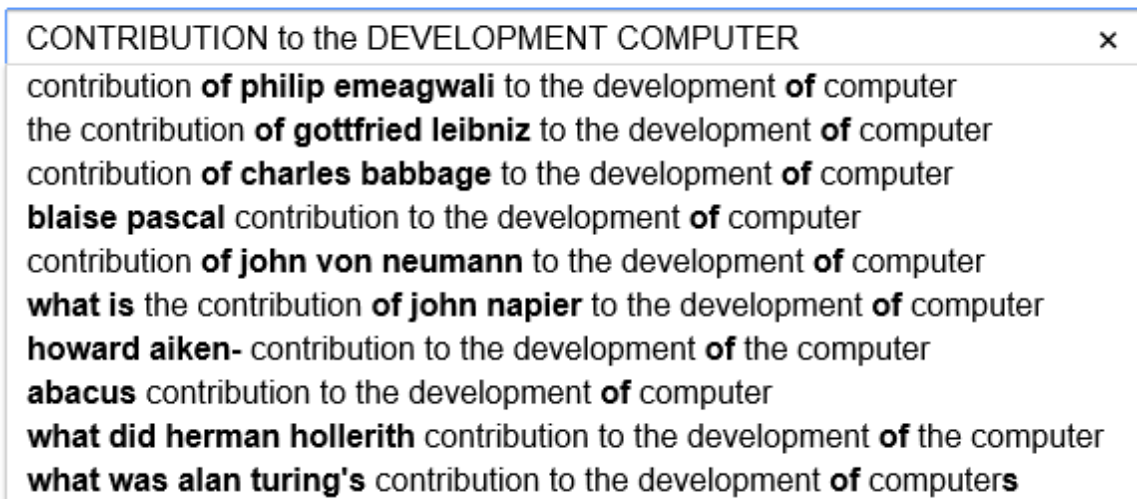 CONTRIBUTION to the DEVELOPMENT COMPUTER ×
contribution of philip emeagwali to the development of computer
the contribution of gottfried leibniz to the development of computer
contribution of charles babbage to the development of computer
blaise pascal contribution to the development of computer
contribution of john von neumann to the development of computer
what is the contribution of john napier to the development of computer
howard aiken- contribution to the development of the computer
abacus contribution to the development of computer
what did herman hollerith contribution to the development of the computer
what was alan turing's contribution to the development of computers